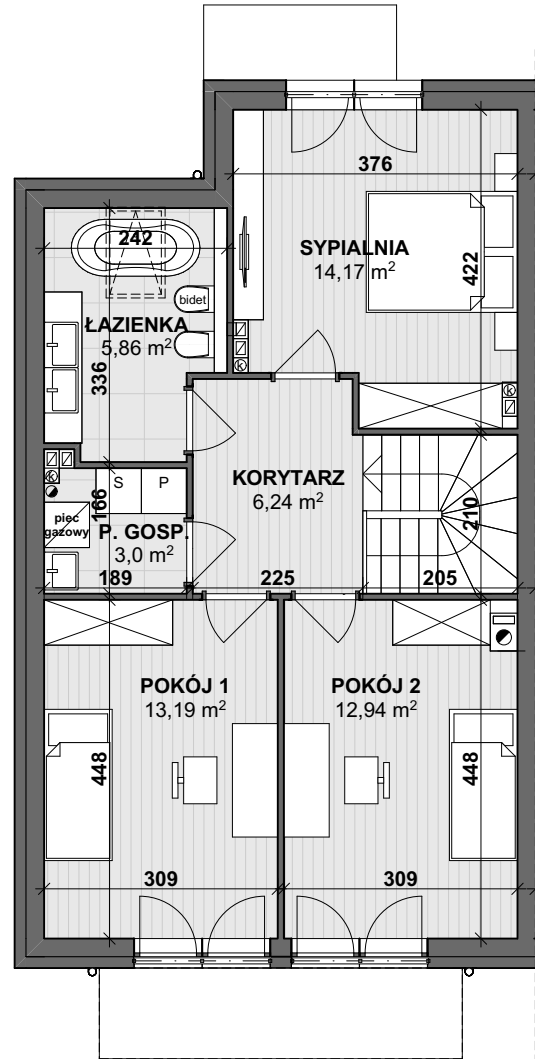 376
SYPIALNIA
14,17 m²
422
242
bidet
ŁAZIENKA
5,86 m²
336
k
k
KORYTARZ
6,24 m²
210
k
S
P
166
piec
gazowy
P. GOSP.
3,0 m²
189
225
205
POKÓJ 1
13,19 m²
POKÓJ 2
12,94 m²
448
448
309
309